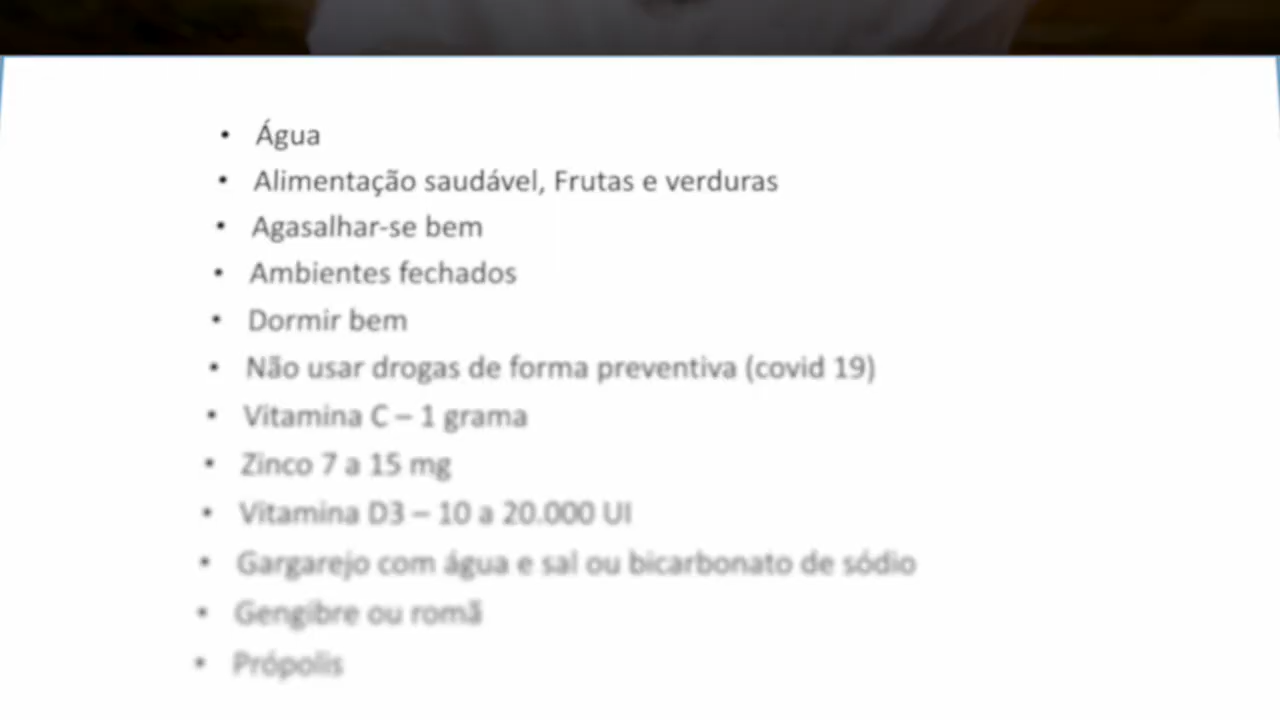 • Água
• Alimentação saudável, Frutas e verduras
• Agasalhar-se bem
• Ambientes fechados
• Dormir bem
• Não usar drogas de forma preventiva (covid 19)
• Vitamina C – 1 grama
• Zinco 7 a 15 mg
• Vitamina D3 – 10 a 20.000 UI
• Gargarejo com água e sal ou bicarbonato de sódio
• Gengibre ou romã
• Própolis